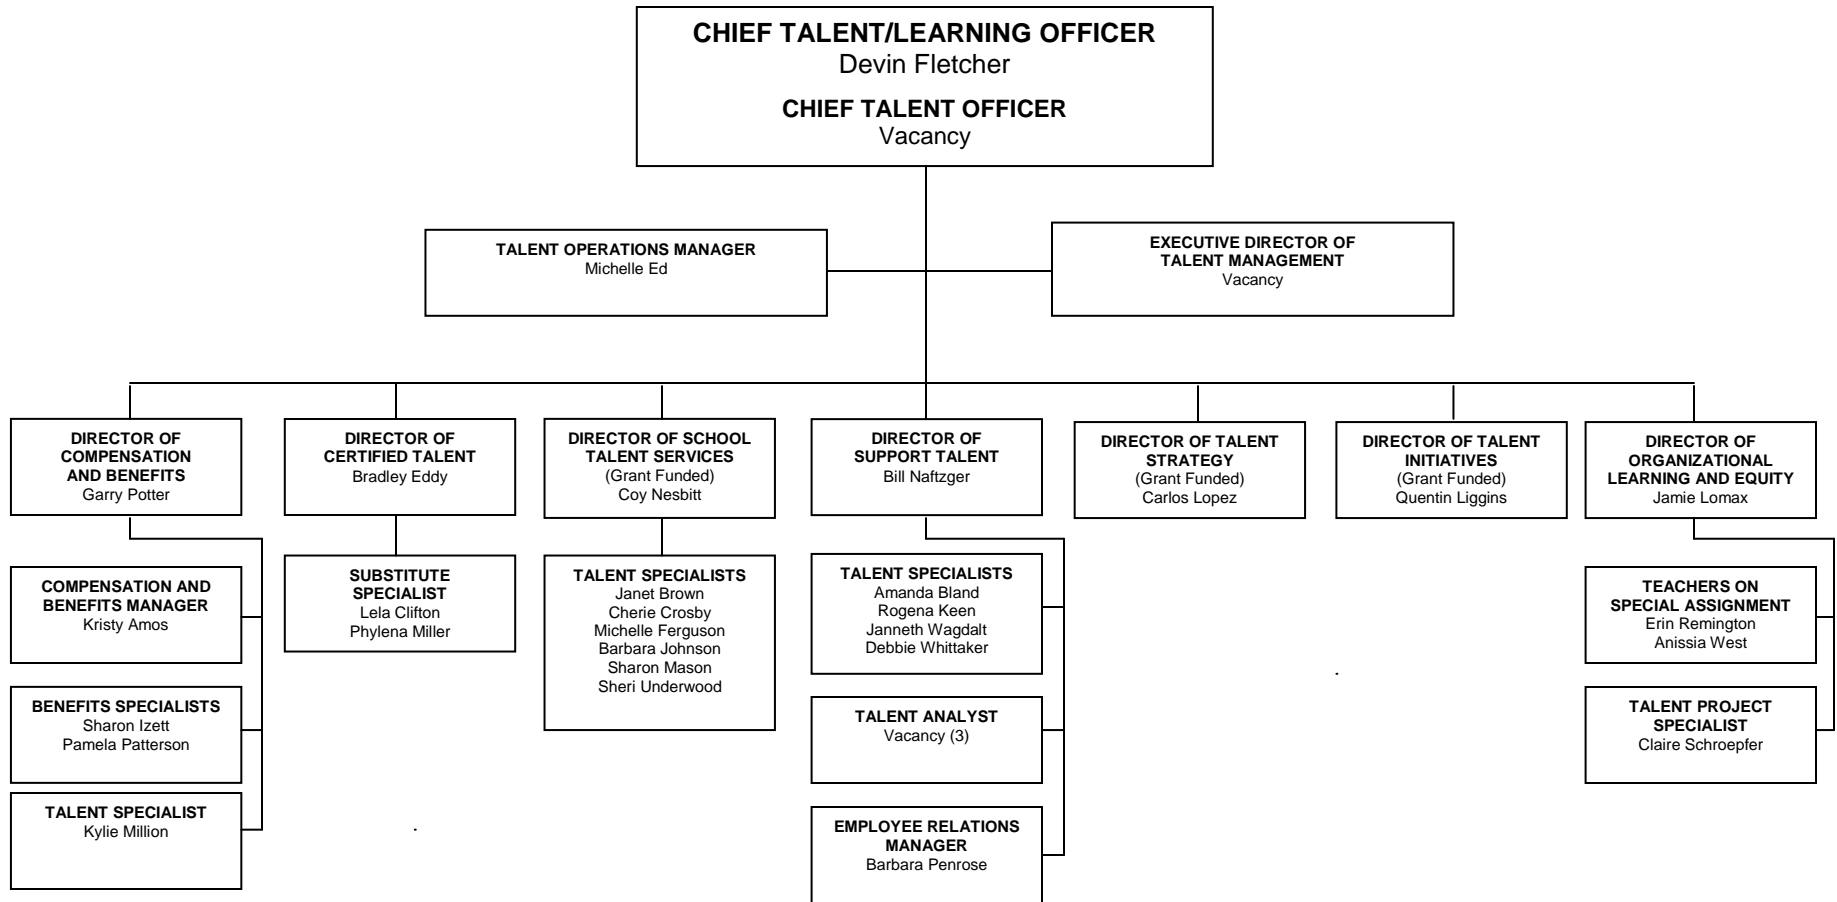 CHIEF TALENT/LEARNING OFFICER
Devin Fletcher
CHIEF TALENT OFFICER
Vacancy
TALENT OPERATIONS MANAGER
Michelle Ed
EXECUTIVE DIRECTOR OF
TALENT MANAGEMENT
Vacancy
DIRECTOR OF
COMPENSATION
AND BENEFITS
Garry Potter
DIRECTOR OF
CERTIFIED TALENT
Bradley Eddy
DIRECTOR OF SCHOOL
TALENT SERVICES
(Grant Funded)
Coy Nesbitt
DIRECTOR OF
SUPPORT TALENT
Bill Naftzger
DIRECTOR OF TALENT
STRATEGY
(Grant Funded)
Carlos Lopez
DIRECTOR OF TALENT
INITIATIVES
(Grant Funded)
Quentin Liggins
DIRECTOR OF
ORGANIZATIONAL
LEARNING AND EQUITY
Jamie Lomax
COMPENSATION AND
BENEFITS MANAGER
Kristy Amos
BENEFITS SPECIALISTS
Sharon Izett
Pamela Patterson
TALENT SPECIALIST
Kylie Million
SUBSTITUTE
SPECIALIST
Lela Clifton
Phylena Miller
TALENT SPECIALISTS
Janet Brown
Cherie Crosby
Michelle Ferguson
Barbara Johnson
Sharon Mason
Sheri Underwood
TALENT SPECIALISTS
Amanda Bland
Rogena Keen
Janneth Wagdalt
Debbie Whittaker
TALENT ANALYST
Vacancy (3)
EMPLOYEE RELATIONS
MANAGER
Barbara Penrose
TEACHERS ON
SPECIAL ASSIGNMENT
Erin Remington
Anissia West
TALENT PROJECT
SPECIALIST
Claire Schroepfer